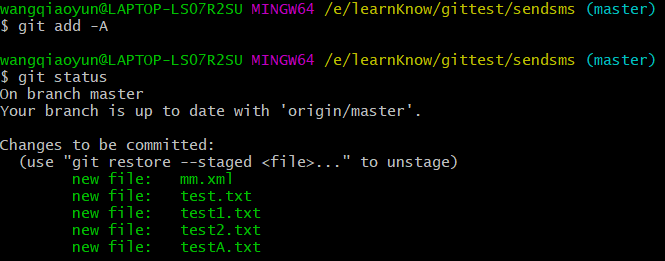 wangqiaoyun@LAPTOP-LSO7R2SU MINGW64 /e/learnKnow/gittest/sendsms (master)
$ git add -A
wangqiaoyun@LAPTOP-LSO7R2SU MINGW64 /e/learnKnow/gittest/sendsms (master)
$ git status
On branch master
Your branch is up to date with 'origin/master'.
Changes to be committed:
  (use "git restore --staged <file>..." to unstage)
        new file:   mm.xml
        new file:   test.txt
        new file:   test1.txt
        new file:   test2.txt
        new file:   testA.txt